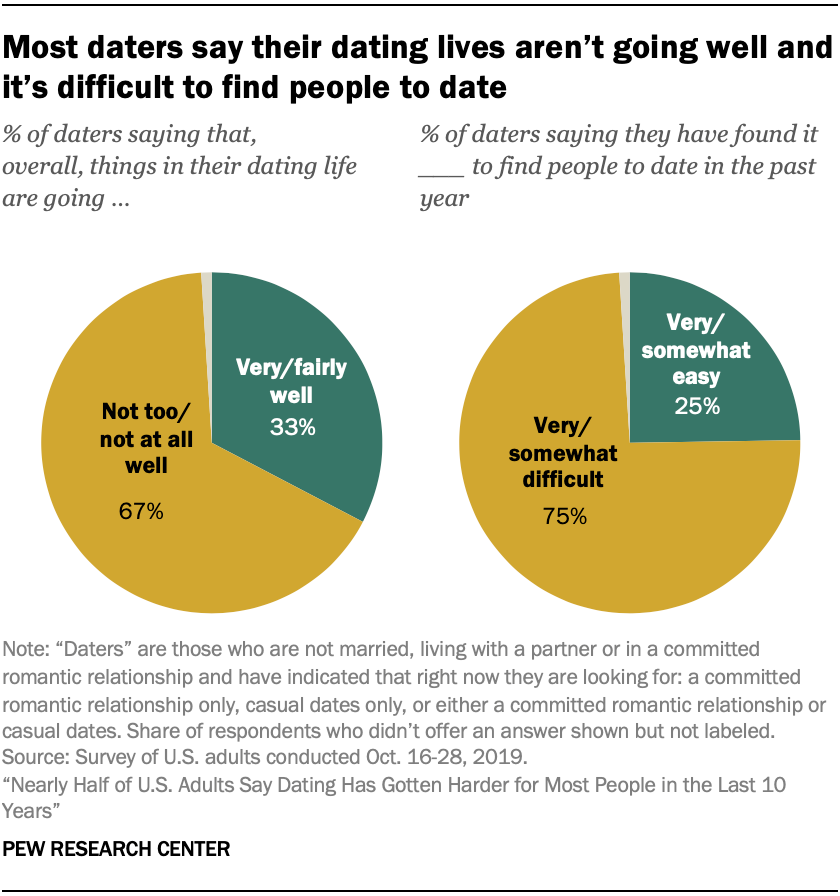 Most daters say their dating lives aren’t going well and
it’s difficult to find people to date
% of daters saying that,
overall, things in their dating life
are going ...
% of daters saying they have found it
___ to find people to date in the past
year
Not too/
not at all
well
67%
Very/fairly
well
33%
Very/
somewhat
difficult
75%
Very/
somewhat
easy
25%
Note: “Daters” are those who are not married, living with a partner or in a committed
romantic relationship and have indicated that right now they are looking for: a committed
romantic relationship only, casual dates only, or either a committed romantic relationship or
casual dates. Share of respondents who didn’t offer an answer shown but not labeled.
Source: Survey of U.S. adults conducted Oct. 16-28, 2019.
“Nearly Half of U.S. Adults Say Dating Has Gotten Harder for Most People in the Last 10
Years”
PEW RESEARCH CENTER